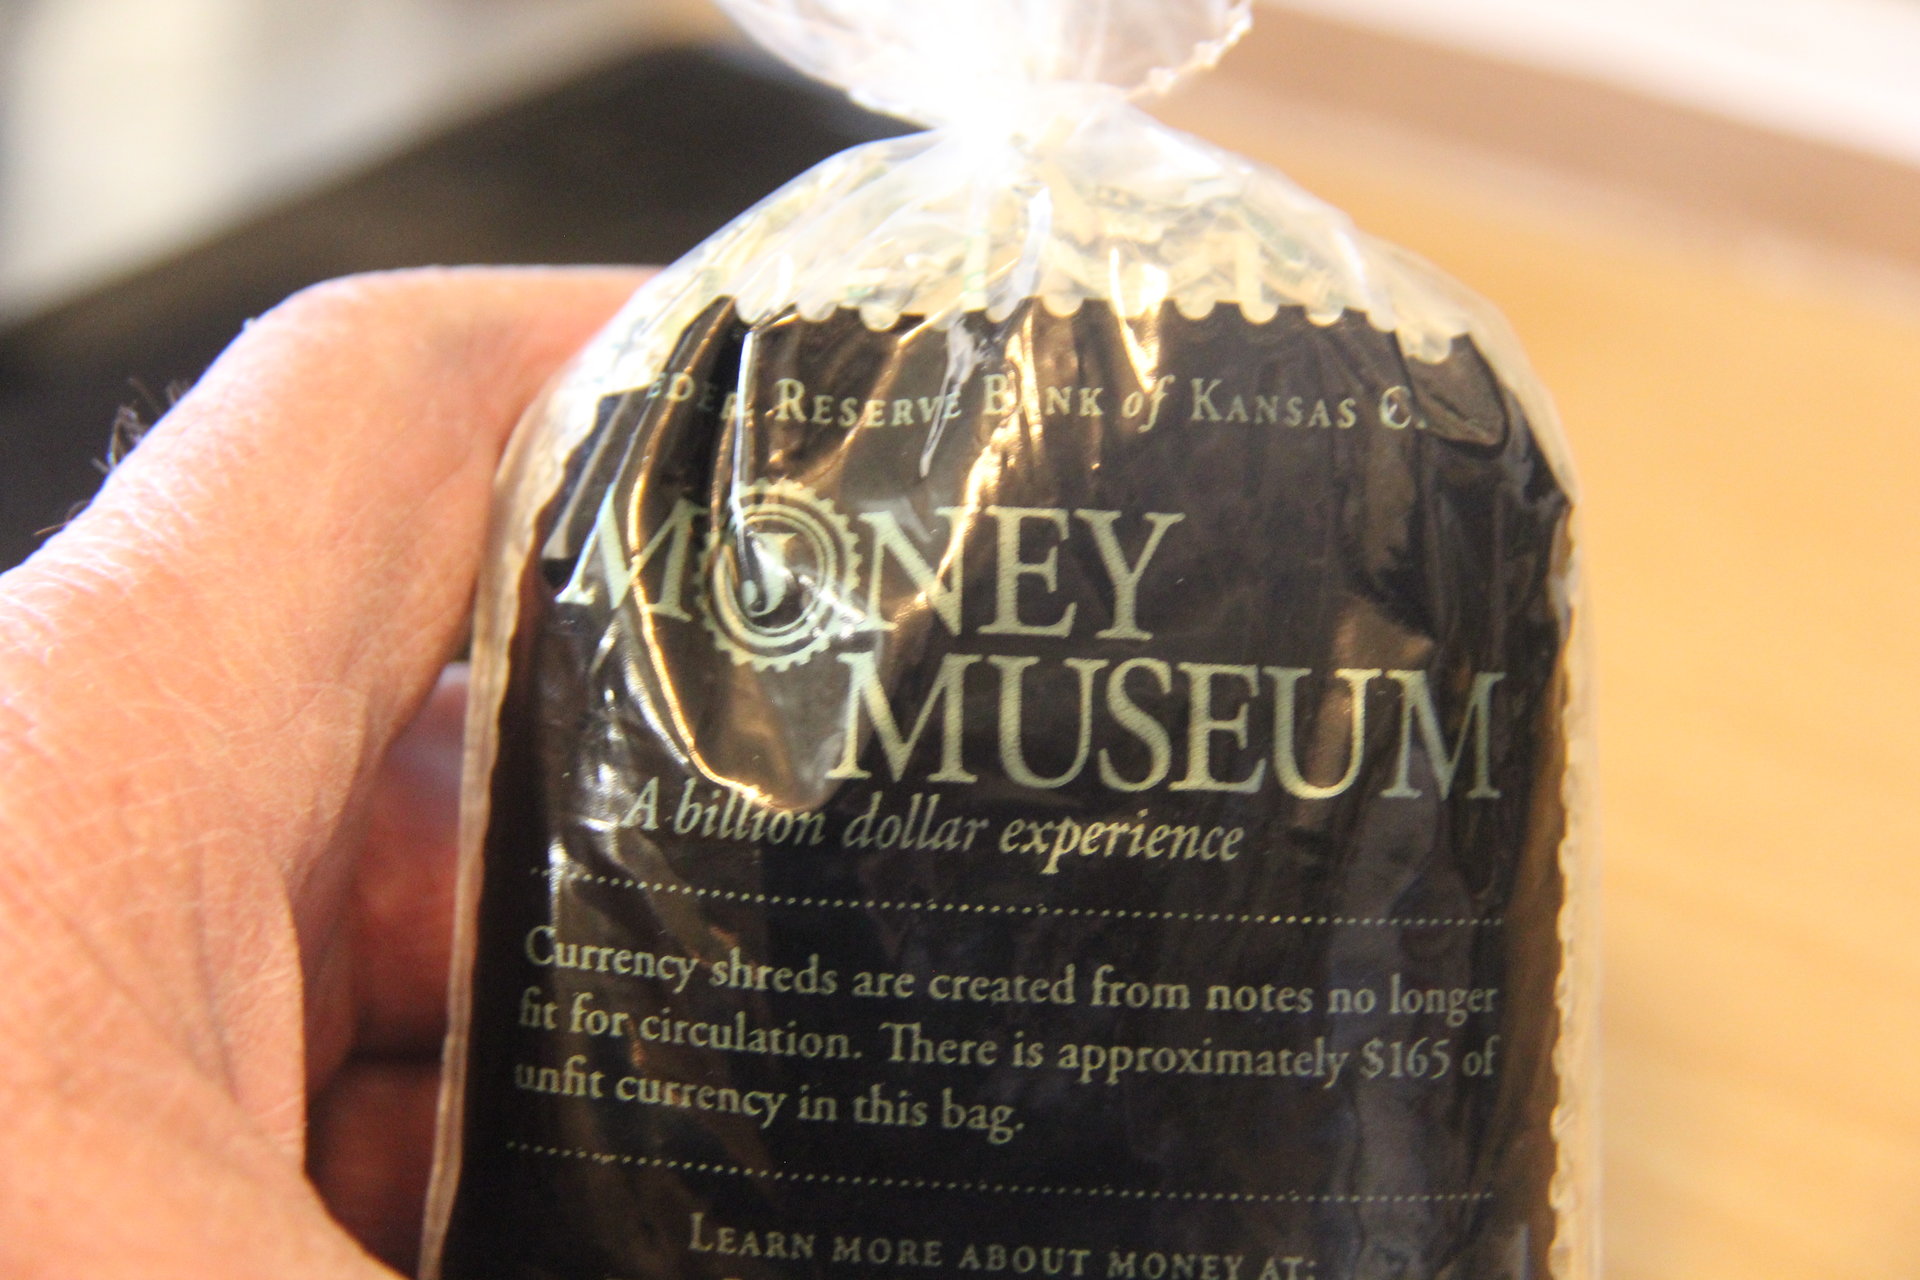 RESERVE BANK of KANSAS
MONEY
MUSEUM
A billion dollar experience
Currency shreds are created from notes no longer
fit for circulation. There is approximately $165 of
unfit currency in this bag.
LEARN MORE ABOUT MONEY AT: